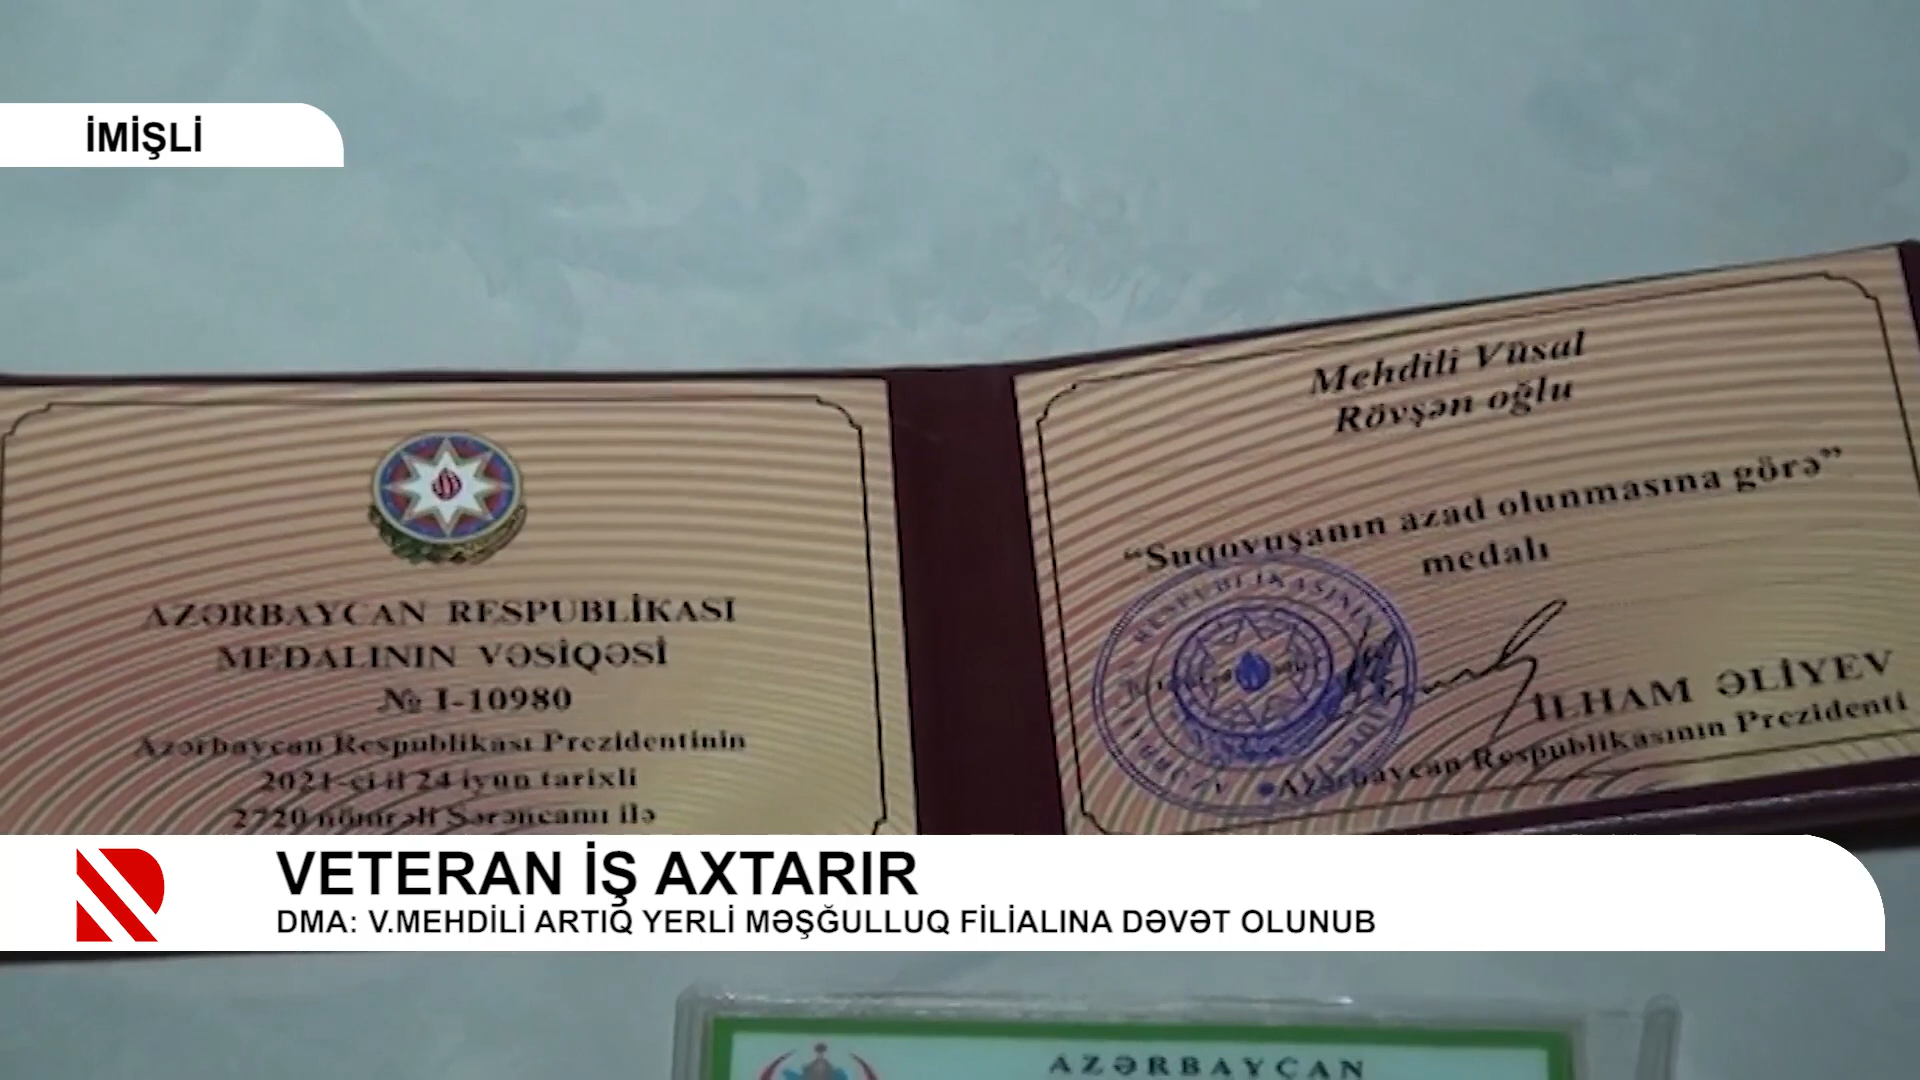 İMİŞLİ
AZƏRBAYCAN RESPUBLİKASI
MEDALININ VƏSİQƏSİ
№ I-10980
Azərbaycan Respublikası Prezidentinin
2021-ci il 24 iyun tarixli
2720 nömrəli Sərəncamı ilə
Mehdili Vüsal
Rövşən oğlu
“Suqovuşanın azad olunmasına görə”
medalı
RESPUBLİKASININ
İLHAM ƏLİYEV
Azərbaycan Respublikasının Prezidenti
VETERAN İŞ AXTARIR
DMA: V.MEHDİLİ ARTIQ YERLİ MƏŞĞULLUQ FİLİALINA DƏVƏT OLUNUB
AZƏRBAYCAN